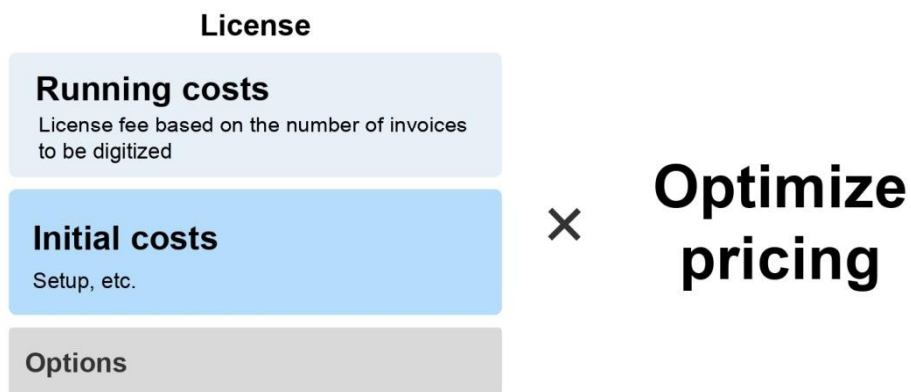 License
Running costs
License fee based on the number of invoices
to be digitized
Initial costs
Setup, etc.
Options
×
Optimize
pricing